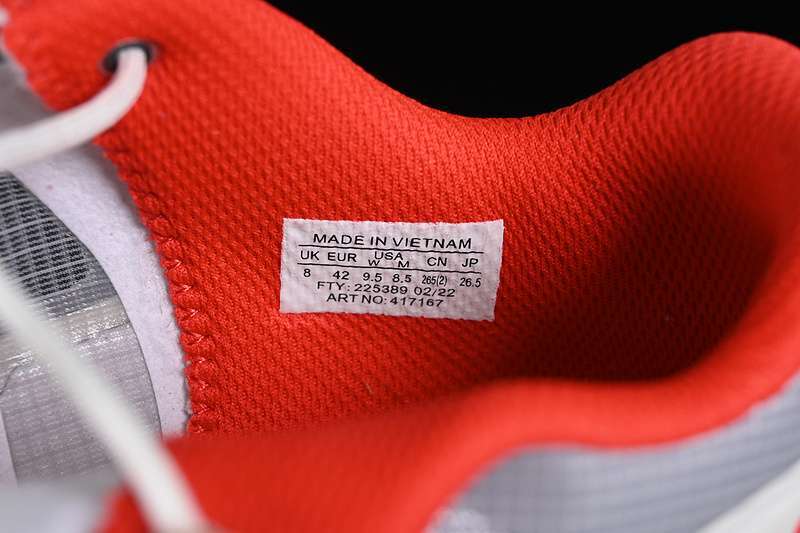 MADE IN VIETNAM
UK EUR USA CN JP
W M
8 42 9.5 8.5 265(2) 26.5
FTY: 225389 02/22
ART NO: 417167